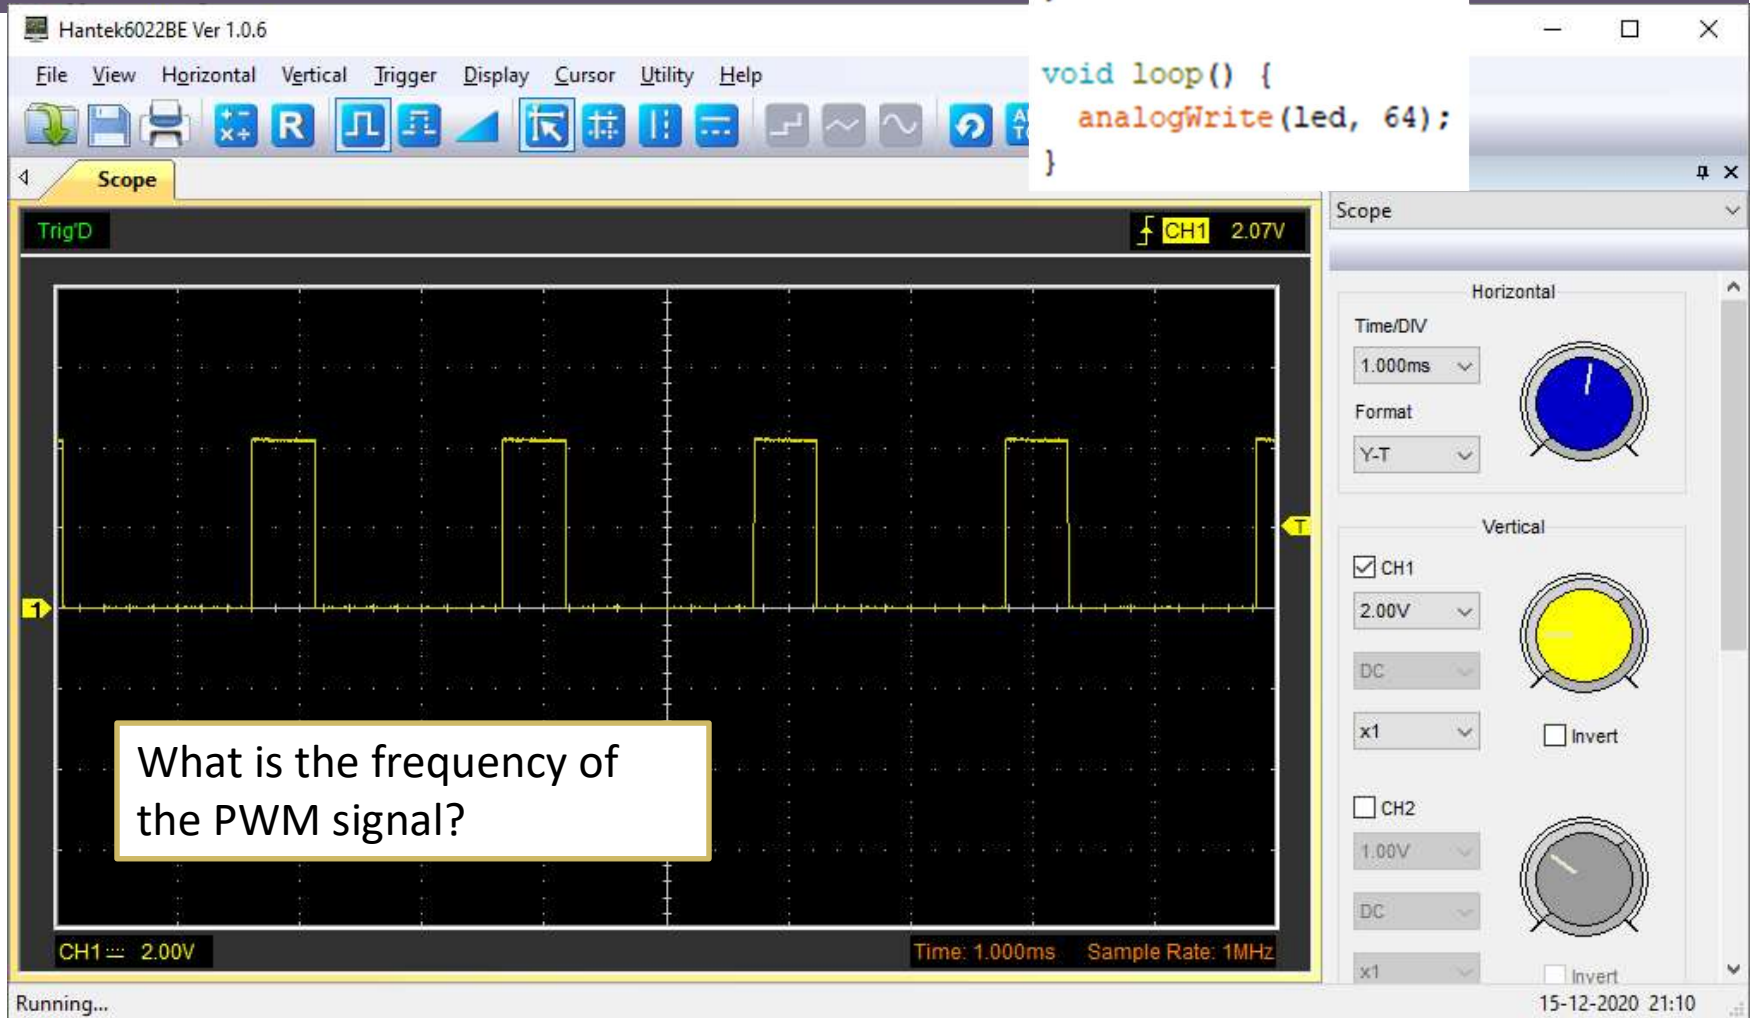 Hantek6022BE Ver 1.0.6
File View Horizontal Vertical Trigger Display Cursor Utility Help
void loop() {
analogWrite(led, 64);
}
R
Scope
Scope
Trig'D
CH1 2.07V
Horizontal
Time/DIV
1.000ms
Format
Y-T
T
Vertical
CH1
2.00V
1
DC
x1
Invert
What is the frequency of
the PWM signal?
CH2
1.00V
DC
CH1 2.00V
Time: 1.000ms Sample Rate: 1MHz
x1
Invert
Running...
15-12-2020 21:10